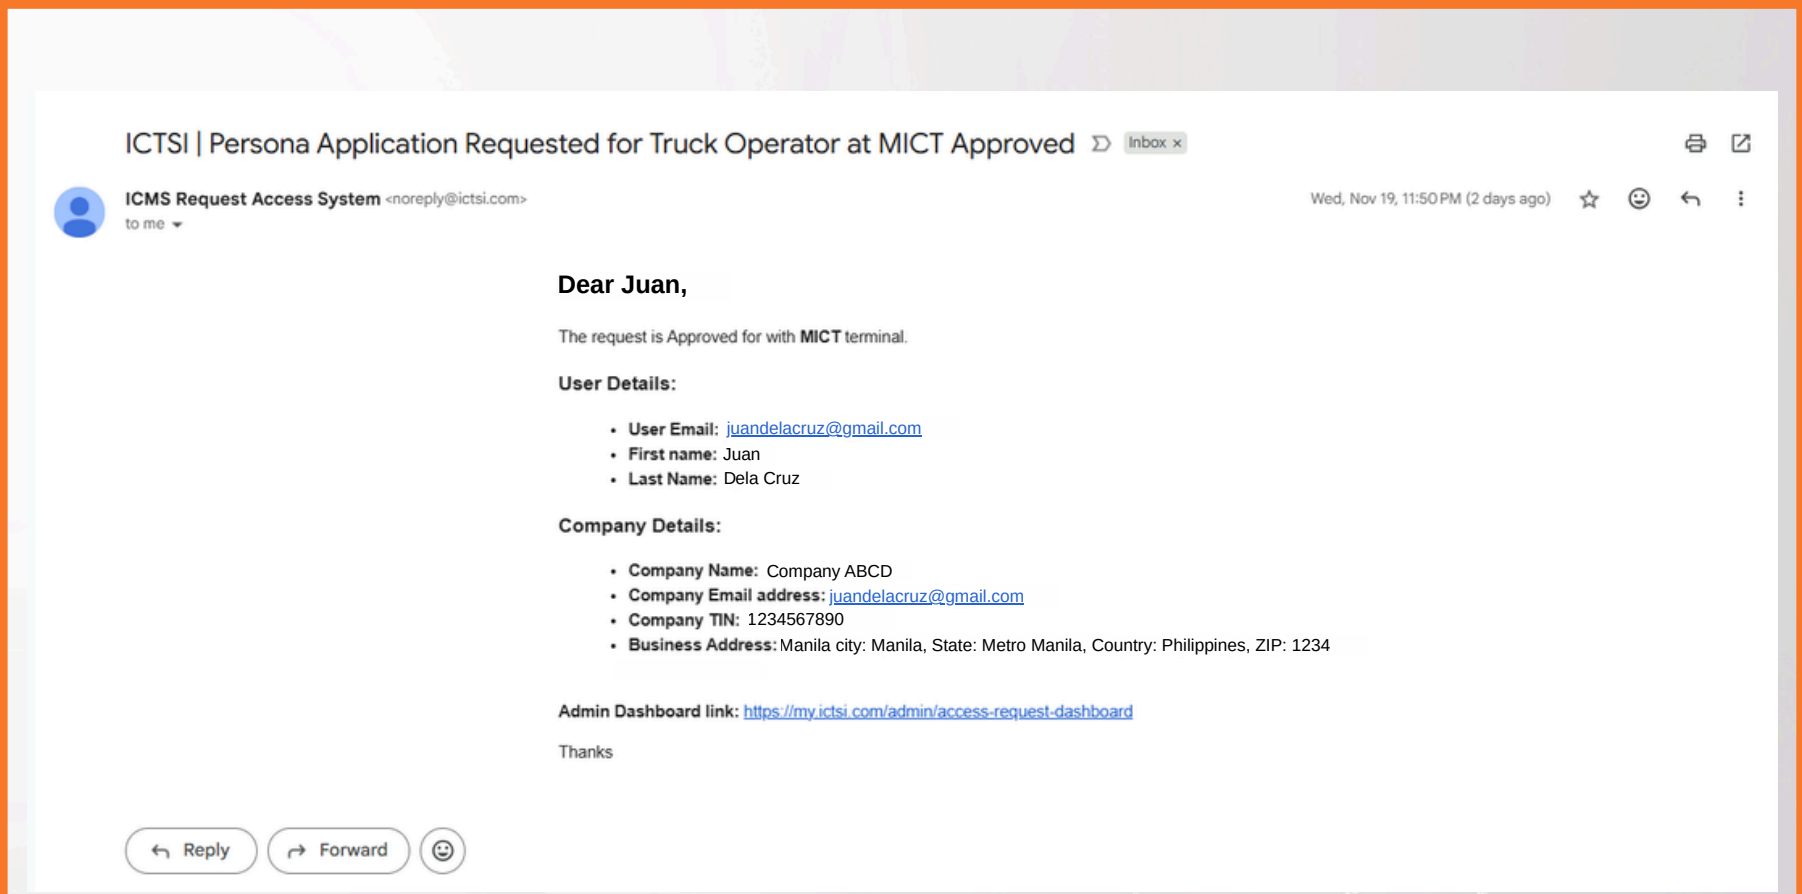 ICTSI | Persona Application Requested for Truck Operator at MICT Approved Inbox ×
ICMS Request Access System <noreply@ictsi.com> Wed, Nov 19, 11:50 PM (2 days ago)
to me
Dear Juan,
The request is Approved for with MICT terminal.
User Details:
• User Email: juandelacruz@gmail.com
• First name: Juan
• Last Name: Dela Cruz
Company Details:
• Company Name: Company ABCD
• Company Email address: juandelacruz@gmail.com
• Company TIN: 1234567890
• Business Address: Manila city: Manila, State: Metro Manila, Country: Philippines, ZIP: 1234
Admin Dashboard link: https://my.ictsi.com/admin/access-request-dashboard
Thanks
Reply Forward